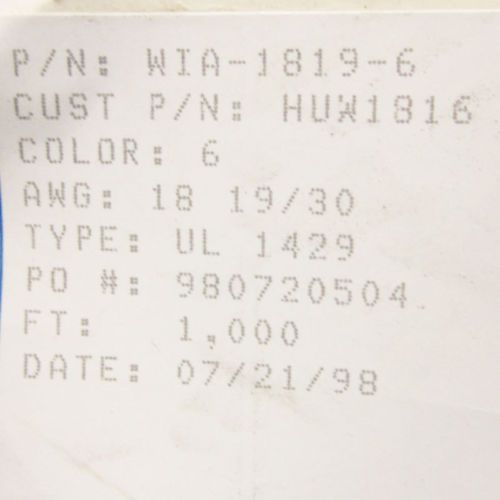 P/N: WIA-1819-6
CUST P/N: HUW1816
COLOR: 6
AWG: 18 19/30
TYPE: UL 1429
PO #: 980720504
FT: 1,000
DATE: 07/21/98